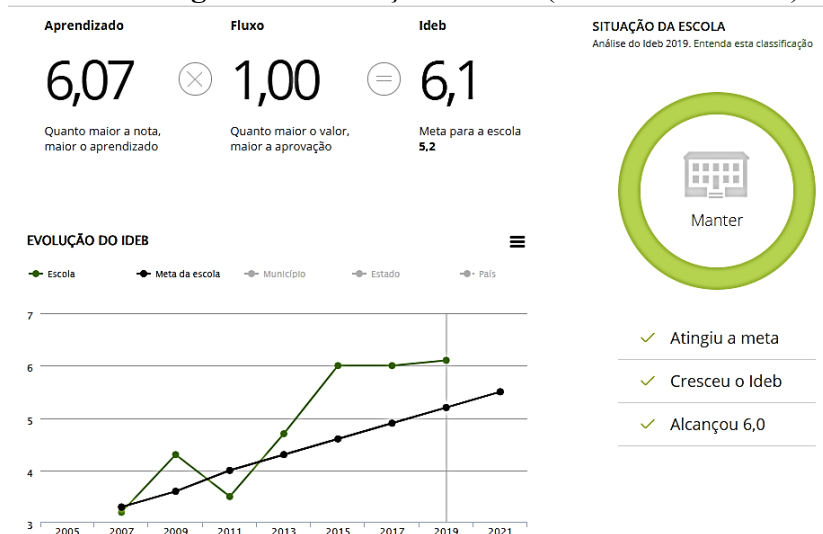 Aprendizado
Fluxo
Ideb
6,07
1,00
6,1
Quanto maior a nota,
maior o aprendizado
Quanto maior o valor,
maior a aprovação
Meta para a escola
5,2
SITUAÇÃO DA ESCOLA
Análise do Ideb 2019. Entenda esta classificação
Manter
Atingiu a meta
Cresceu o Ideb
Alcançou 6,0
EVOLUÇÃO DO IDEB
Escola
Meta da escola
Município
Estado
País
7
6
5
4
3
2005 2007 2009 2011 2013 2015 2017 2019 2021